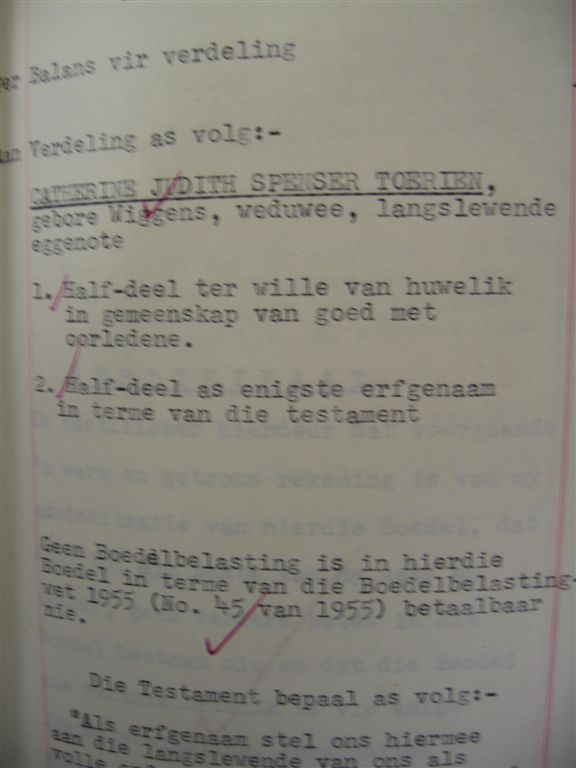 er Balans vir verdeling
an Verdeling as volg:-
CATHERINE JUDITH SPENSER TOERIEN,
gebore Wiggens, weduwee, langslewende
eggenote
1. Half-deel ter wille van huwelik
in gemeenskap van goed met
oorledene.
2. Half-deel as enigste erfgenaam
in terme van die testament
Geen Boedelbelasting is in hierdie
Boedel in terme van die Boedelbelasting-
wet 1955 (No. 45 van 1955) betaalbaar
nie.
Die Testament bepaal as volg:-
"Als erfgenaam stel ons hiermee
aan die langslewende van ons als